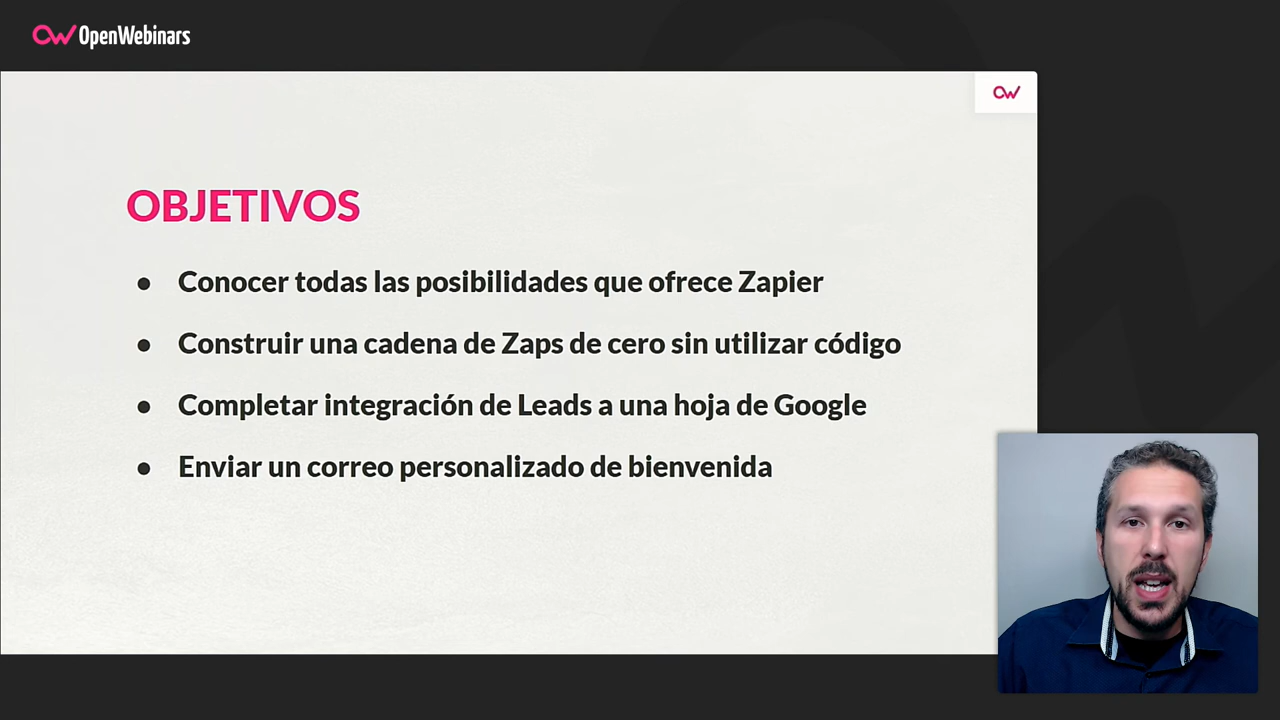 OpenWebinars
OBJETIVOS
● Conocer todas las posibilidades que ofrece Zapier
● Construir una cadena de Zaps de cero sin utilizar código
● Completar integración de Leads a una hoja de Google
● Enviar un correo personalizado de bienvenida